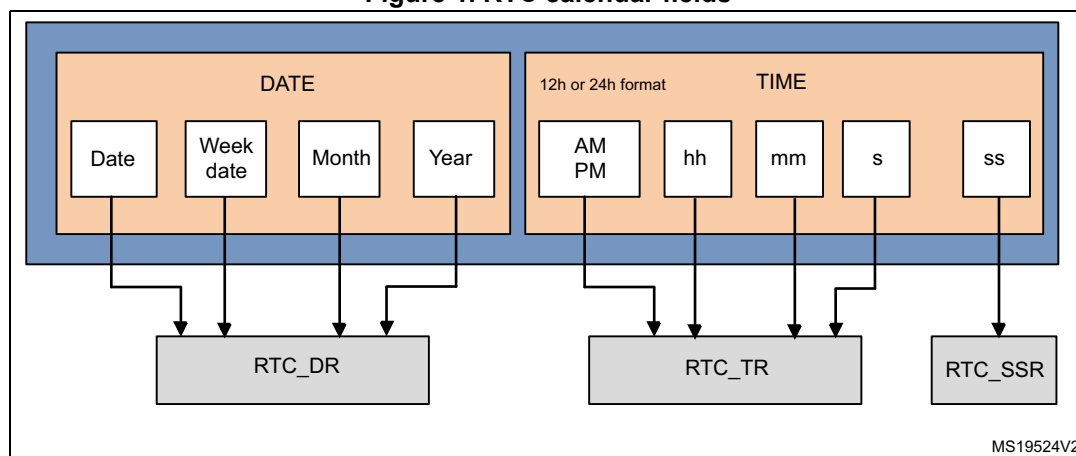 DATE
12h or 24h format
TIME
Date
Week
date
Month
Year
AM
PM
hh
mm
s
ss
RTC_DR
RTC_TR
RTC_SSR
MS19524V2